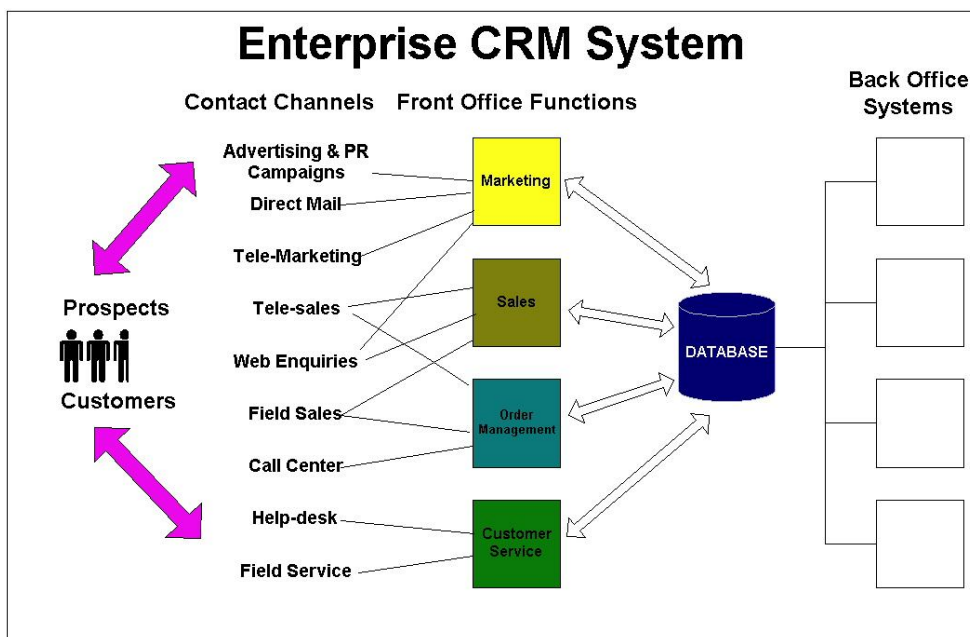 Enterprise CRM System
Contact Channels
Front Office Functions
Back Office
Systems
Advertising & PR
Campaigns
Direct Mail
Tele-Marketing
Tele-sales
Web Enquiries
Field Sales
Call Center
Help-desk
Field Service
Prospects
Customers
Marketing
Sales
Order
Management
Customer
Service
DATABASE